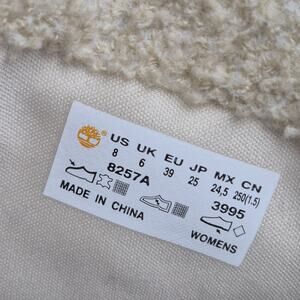 US UK EU JP MX CN
8 6 39 25 24,5 250(1.5)
8257A 3995
MADE IN CHINA WOMENS